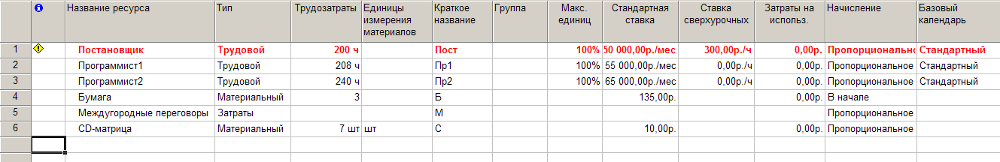 Название ресурса Тип Трудозатраты Единицы измерения материалов Краткое название Группа Макс. единиц Стандартная ставка Ставка сверхурочных Затраты на использ. Начисление Базовый календарь
1 Постановщик Трудовой 200 ч Пост 100% 50 000,00р./мес 300,00р./ч 0,00р. Пропорционально Стандартный
2 Программист1 Трудовой 208 ч Пр1 100% 55 000,00р./мес 0,00р./ч 0,00р. Пропорциональное Стандартный
3 Программист2 Трудовой 240 ч Пр2 100% 65 000,00р./мес 0,00р./ч 0,00р. Пропорциональное Стандартный
4 Бумага Материальный 3 Б 135,00р. 0,00р. В начале
5 Междугородные переговоры Затраты М Пропорциональное
6 CD-матрица Материальный 7 шт шт C 10,00р. 0,00р. Пропорциональное